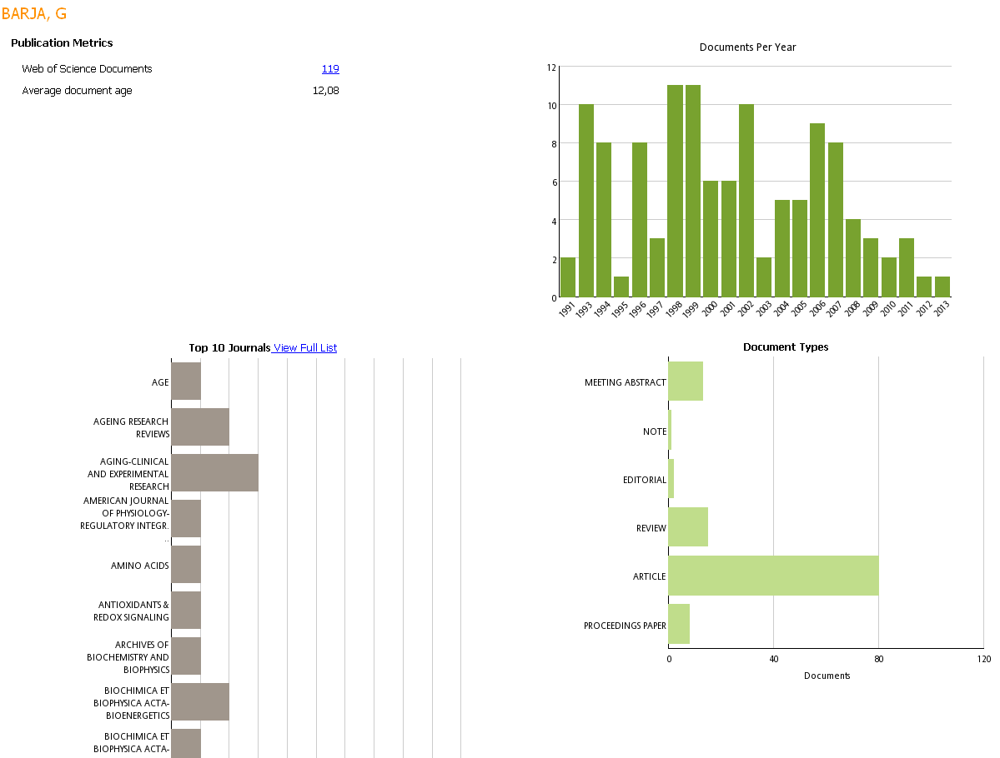 BARJA, G
Publication Metrics
Web of Science Documents 119
Average document age 12,08
Documents Per Year
12
10
8
6
4
2
0
1991 1993 1994 1995 1996 1997 1998 1999 2000 2001 2002 2003 2004 2005 2006 2007 2008 2009 2010 2011 2012 2013
Top 10 Journals View Full List
AGE
AGEING RESEARCH
REVIEWS
AGING-CLINICAL
AND EXPERIMENTAL
RESEARCH
AMERICAN JOURNAL
OF PHYSIOLOGY-
REGULATORY INTEGR.
..
AMINO ACIDS
ANTIOXIDANTS &
REDOX SIGNALING
ARCHIVES OF
BIOCHEMISTRY AND
BIOPHYSICS
BIOCHIMICA ET
BIOPHYSICA ACTA-
BIOENERGETICS
BIOCHIMICA ET
BIOPHYSICA ACTA-
Document Types
MEETING ABSTRACT
NOTE
EDITORIAL
REVIEW
ARTICLE
PROCEEDINGS PAPER
0 40 80 120
Documents